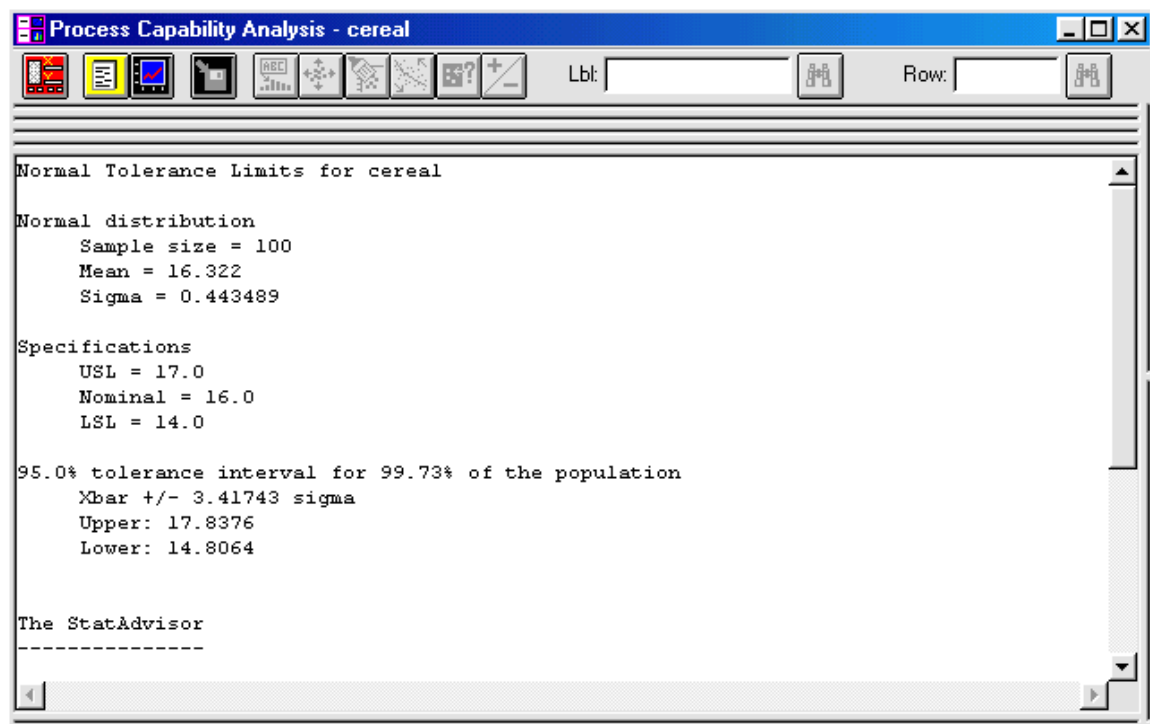 Process Capability Analysis - cereal
Lbl: Row:
Normal Tolerance Limits for cereal
Normal distribution
Sample size = 100
Mean = 16.322
Sigma = 0.443489
Specifications
USL = 17.0
Nominal = 16.0
LSL = 14.0
95.0% tolerance interval for 99.73% of the population
Xbar +/- 3.41743 sigma
Upper: 17.8376
Lower: 14.8064
The StatAdvisor
---------------